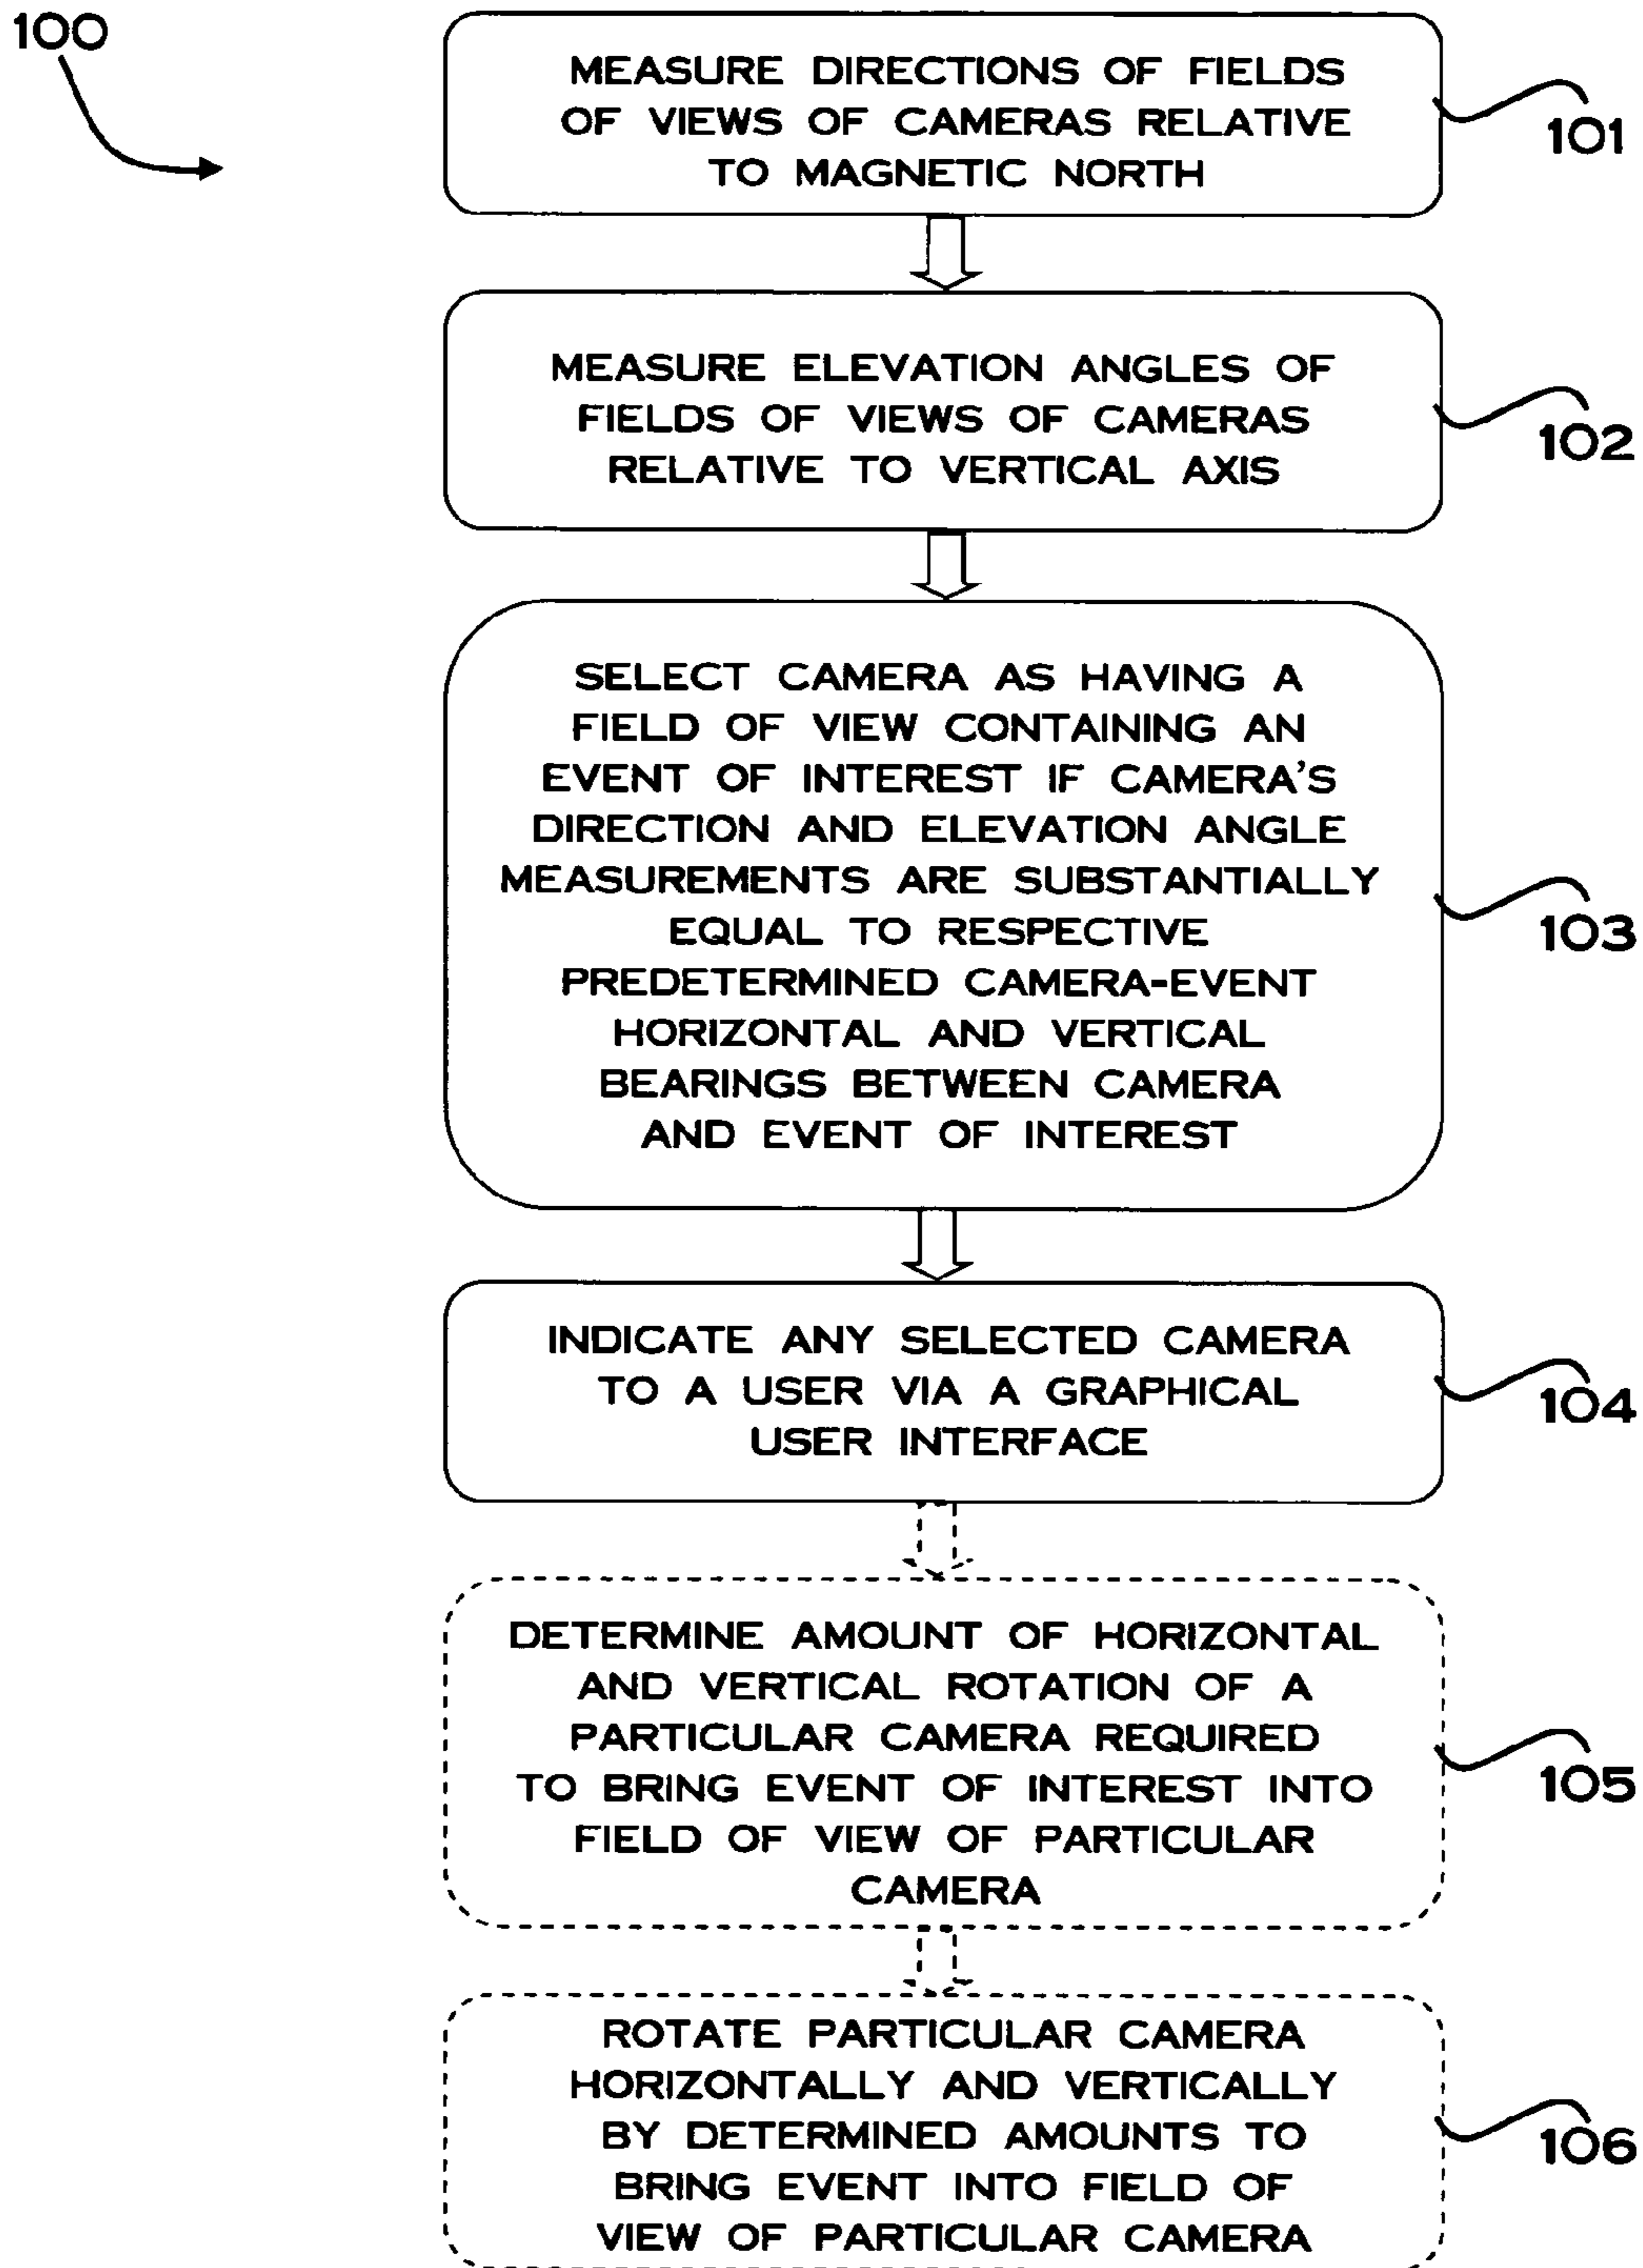 100
MEASURE DIRECTIONS OF FIELDS
OF VIEWS OF CAMERAS RELATIVE
TO MAGNETIC NORTH
101
MEASURE ELEVATION ANGLES OF
FIELDS OF VIEWS OF CAMERAS
RELATIVE TO VERTICAL AXIS
102
SELECT CAMERA AS HAVING A
FIELD OF VIEW CONTAINING AN
EVENT OF INTEREST IF CAMERA'S
DIRECTION AND ELEVATION ANGLE
MEASUREMENTS ARE SUBSTANTIALLY
EQUAL TO RESPECTIVE
PREDETERMINED CAMERA-EVENT
HORIZONTAL AND VERTICAL
BEARINGS BETWEEN CAMERA
AND EVENT OF INTEREST
103
INDICATE ANY SELECTED CAMERA
TO A USER VIA A GRAPHICAL
USER INTERFACE
104
DETERMINE AMOUNT OF HORIZONTAL
AND VERTICAL ROTATION OF A
PARTICULAR CAMERA REQUIRED
TO BRING EVENT OF INTEREST INTO
FIELD OF VIEW OF PARTICULAR
CAMERA
105
ROTATE PARTICULAR CAMERA
HORIZONTALLY AND VERTICALLY
BY DETERMINED AMOUNTS TO
BRING EVENT INTO FIELD OF
VIEW OF PARTICULAR CAMERA
106